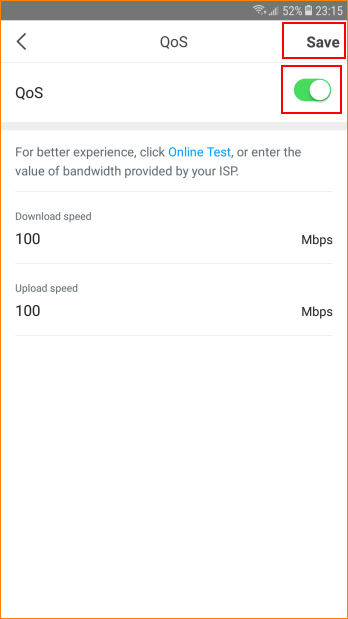 52% 23:15
QoS Save
QoS
For better experience, click Online Test, or enter the
value of bandwidth provided by your ISP.
Download speed
100 Mbps
Upload speed
100 Mbps